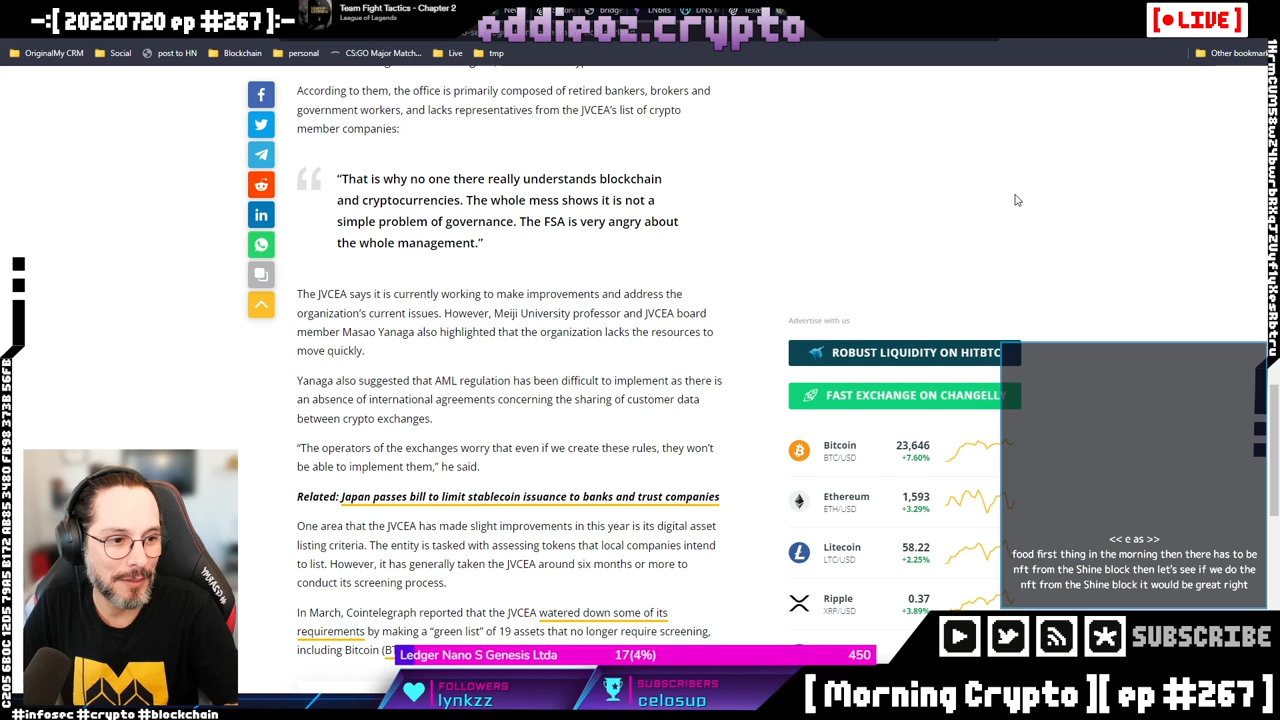 -:[ 20220720 ep #267]:-
Team Fight Tactics - Chapter 2
League of Legends
eddieoz.crypto
[● LIVE]
OriginalMy CRM
Social
post to HN
Blockchain
personal
CS:GO Major Match...
Live
tmp
Other bookmar
According to them, the office is primarily composed of retired bankers, brokers and
government workers, and lacks representatives from the JVCEA's list of crypto
member companies:
“That is why no one there really understands blockchain
and cryptocurrencies. The whole mess shows it is not a
simple problem of governance. The FSA is very angry about
the whole management.”
The JVCEA says it is currently working to make improvements and address the
organization's current issues. However, Meiji University professor and JVCEA board
member Masao Yanaga also highlighted that the organization lacks the resources to
move quickly.
Yanaga also suggested that AML regulation has been difficult to implement as there is
an absence of international agreements concerning the sharing of customer data
between crypto exchanges.
“The operators of the exchanges worry that even if we create these rules, they won't
be able to implement them,” he said.
Related: Japan passes bill to limit stablecoin issuance to banks and trust companies
One area that the JVCEA has made slight improvements in this year is its digital asset
listing criteria. The entity is tasked with assessing tokens that local companies intend
to list. However, it has generally taken the JVCEA around six months or more to
conduct its screening process.
In March, Cointelegraph reported that the JVCEA watered down some of its
requirements by making a “green list” of 19 assets that no longer require screening,
including Bitcoin (B
Advertise with us
ROBUST LIQUIDITY ON HITBTC
FAST EXCHANGE ON CHANGELLY
Bitcoin 23,646
BTC/USD +7.60%
Ethereum 1,593
ETH/USD +3.29%
Litecoin 58.22
LTC/USD +2.25%
Ripple 0.37
XRP/USD +3.89%
<< e as >>
food first thing in the morning then there has to be
nft from the Shine block then let's see if we do the
nft from the Shine block it would be great right
Ledger Nano S Genesis Ltda 17(4%) 450
FOLLOWERS
lynkzz
SUBSCRIBERS
celosup
SUBSCRIBE
[ Morning Crypto ][ ep #267 ]
#infosec #crypto #blockchain